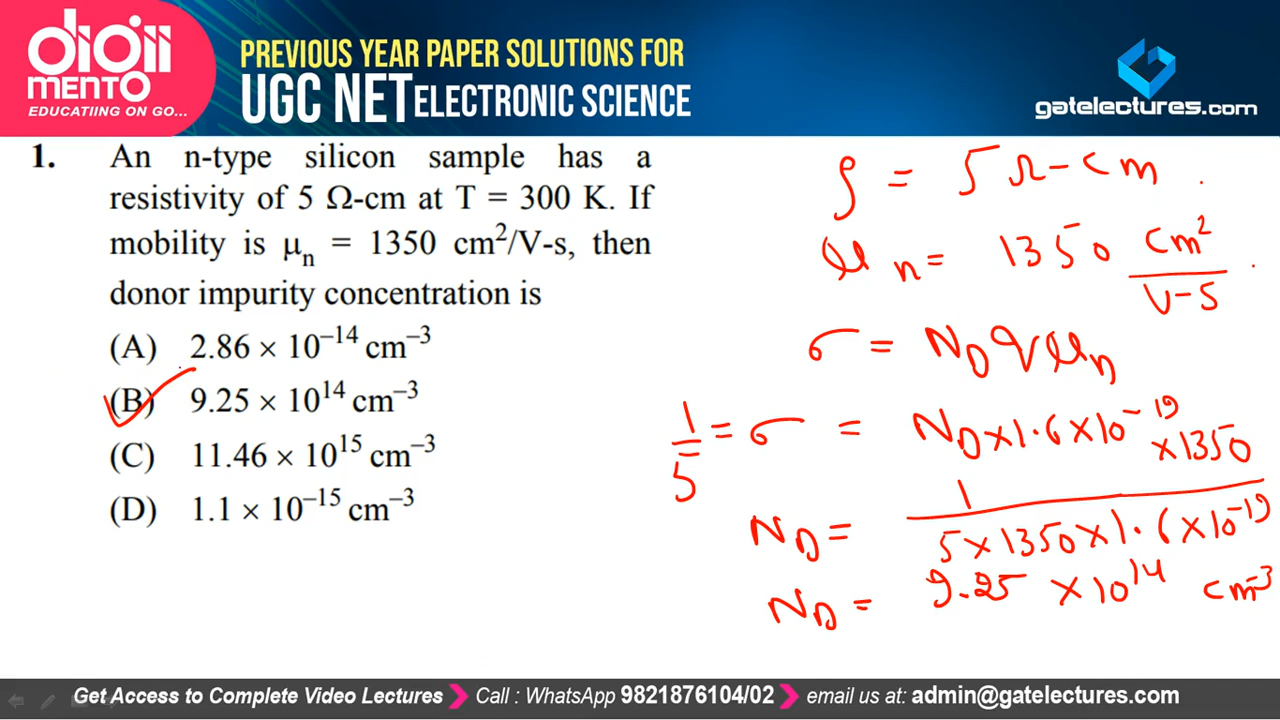 digii
MENTO
EDUCATIING ON GO...
PREVIOUS YEAR PAPER SOLUTIONS FOR
UGC NET ELECTRONIC SCIENCE
gatelectures.com
1. An n-type silicon sample has a
resistivity of 5 Ω-cm at T = 300 K. If
mobility is μn = 1350 cm²/V-s, then
donor impurity concentration is
(A) 2.86 × 10⁻¹⁴ cm⁻³
(B) 9.25 × 10¹⁴ cm⁻³
(C) 11.46 × 10¹⁵ cm⁻³
(D) 1.1 × 10⁻¹⁵ cm⁻³
ρ = 5 Ω-cm
μn = 1350 cm²/V-s
σ = ND q μn
1/5 = σ = ND × 1.6 × 10⁻¹⁹ × 1350
ND = 1/(5 × 1350 × 1.6 × 10⁻¹⁹)
ND = 9.25 × 10¹⁴ cm⁻³
Get Access to Complete Video Lectures Call : WhatsApp 9821876104/02 email us at: admin@gatelectures.com